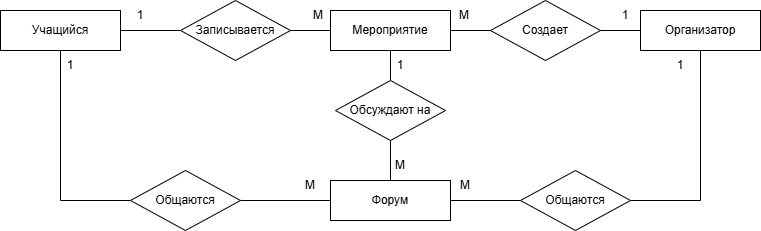 1
M
M
1
Учащийся
Записывается
Мероприятие
Создает
Организатор
1
1
1
Обсуждают на
M
M
M
Общаются
Форум
Общаются